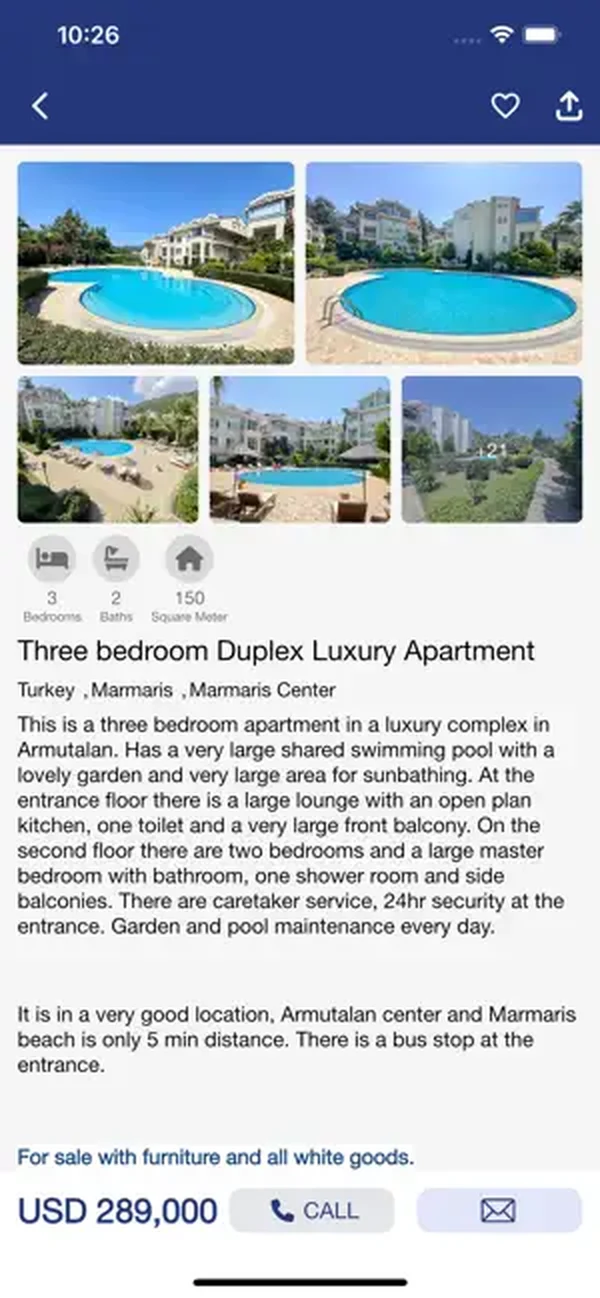 10:26
+21
3
2
150
Bedrooms
Baths
Square Meter
Three bedroom Duplex Luxury Apartment
Turkey ,Marmaris ,Marmaris Center
This is a three bedroom apartment in a luxury complex in
Armutalan. Has a very large shared swimming pool with a
lovely garden and very large area for sunbathing. At the
entrance floor there is a large lounge with an open plan
kitchen, one toilet and a very large front balcony. On the
second floor there are two bedrooms and a large master
bedroom with bathroom, one shower room and side
balconies. There are caretaker service, 24hr security at the
entrance. Garden and pool maintenance every day.
It is in a very good location, Armutalan center and Marmaris
beach is only 5 min distance. There is a bus stop at the
entrance.
For sale with furniture and all white goods.
USD 289,000
CALL